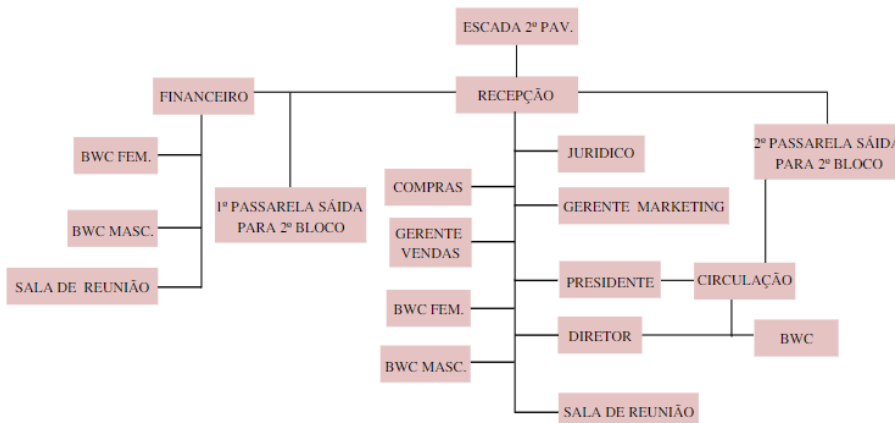 ESCADA 2º PAV.
FINANCEIRO
RECEPÇÃO
BWC FEM.
BWC MASC.
SALA DE REUNIÃO
1º PASSARELA SÁIDA
PARA 2º BLOCO
JURIDICO
COMPRAS
GERENTE MARKETING
GERENTE
VENDAS
PRESIDENTE
BWC FEM.
DIRETOR
BWC MASC.
SALA DE REUNIÃO
2º PASSARELA SÁIDA
PARA 2º BLOCO
CIRCULAÇÃO
BWC